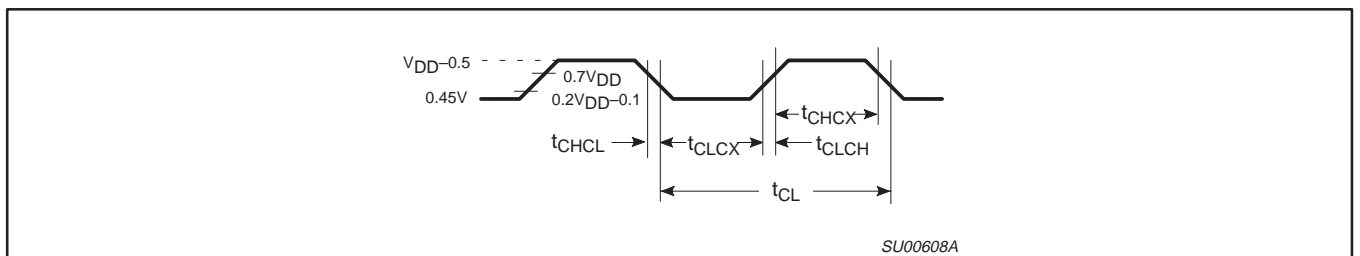 VDD–0.5
0.7VDD
0.45V
0.2VDD–0.1
tCHCX
tCHCL
tCLCX
tCLCH
tCL
SU00608A